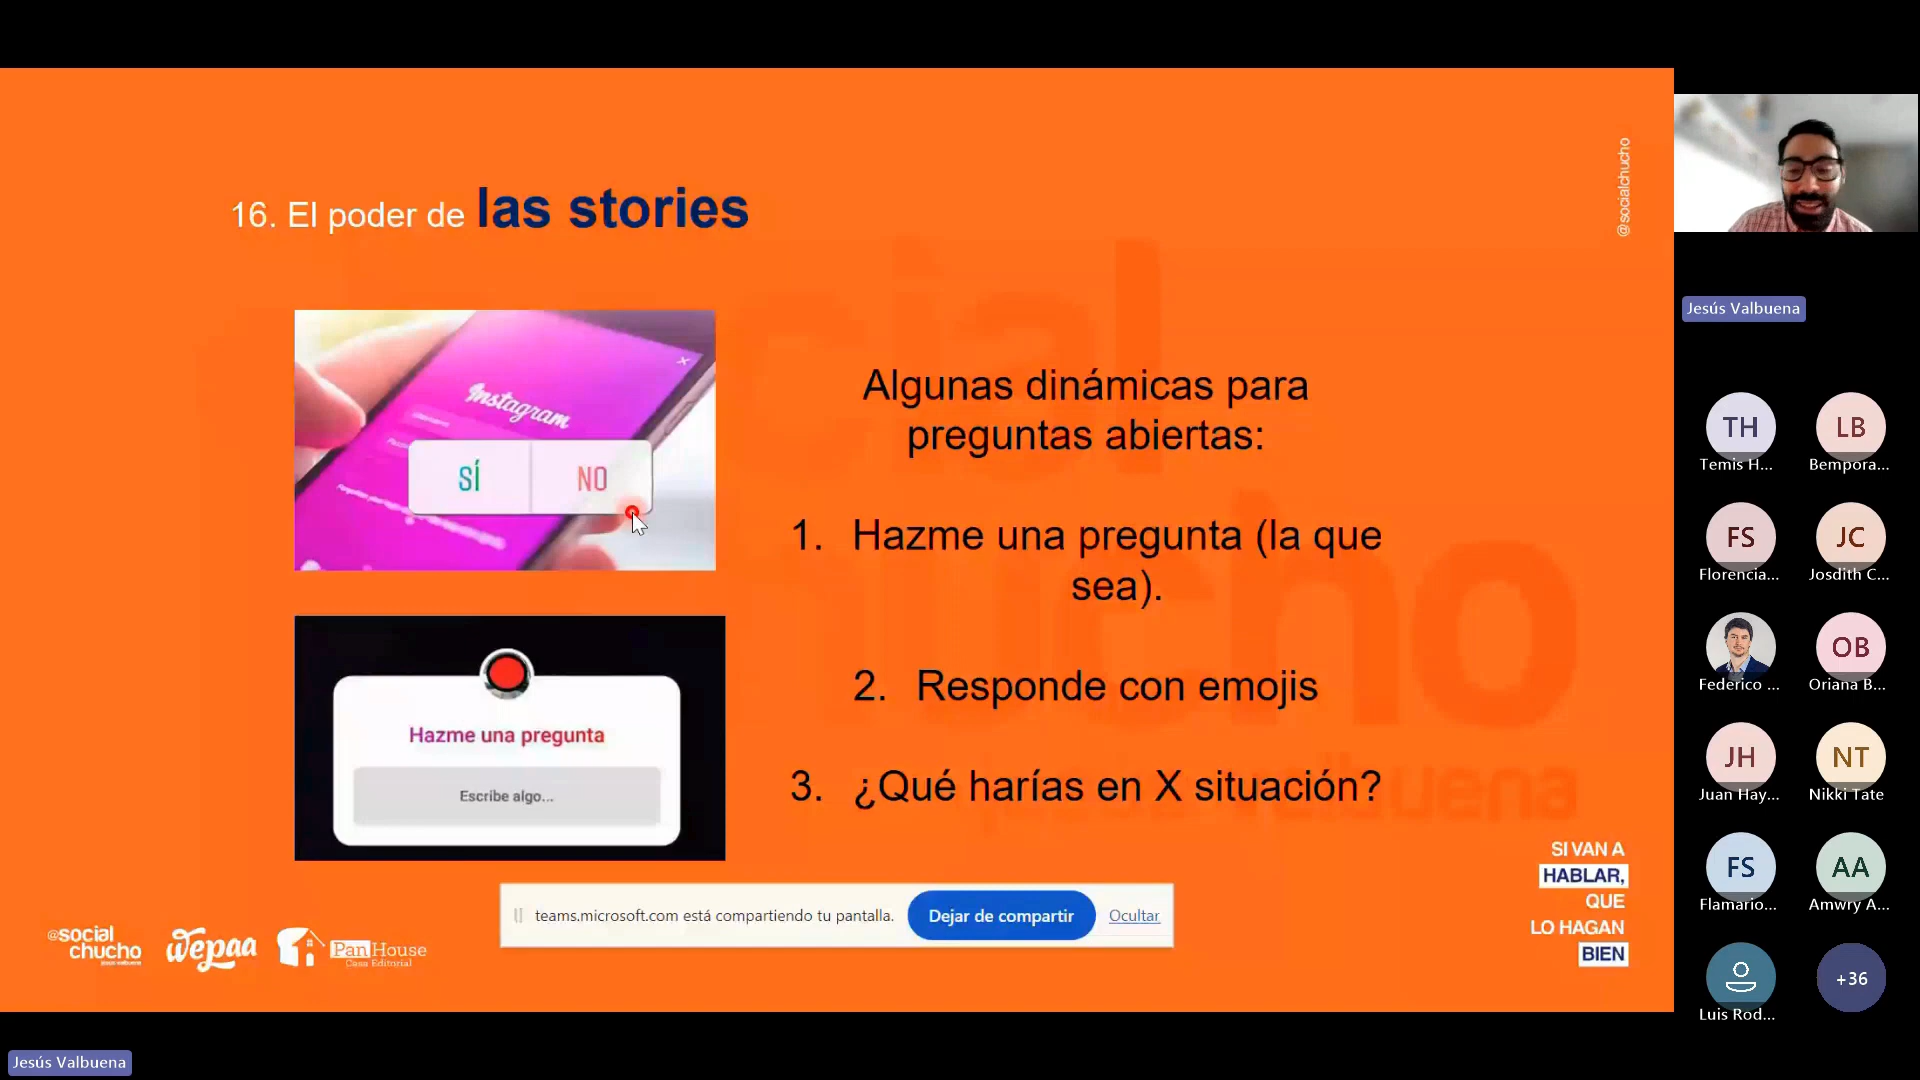 @socialchucho
16. El poder de las stories
Instagram
SÍ
NO
Algunas dinámicas para
preguntas abiertas:
1. Hazme una pregunta (la que
sea).
2. Responde con emojis
3. ¿Qué harías en X situación?
Hazme una pregunta
Escribe algo...
SI VAN A
HABLAR,
QUE
LO HAGAN
BIEN
teams.microsoft.com está compartiendo tu pantalla.
Dejar de compartir
Ocultar
@social
chucho
wepaa
PanHouse
Casa Editorial
Jesús Valbuena
TH
Temis H...
LB
Bempora...
FS
Florencia...
JC
Josdith C...
Federico ...
OB
Oriana B...
JH
Juan Hay...
NT
Nikki Tate
FS
Flamario...
AA
Amwry A...
Luis Rod...
+36
Jesús Valbuena